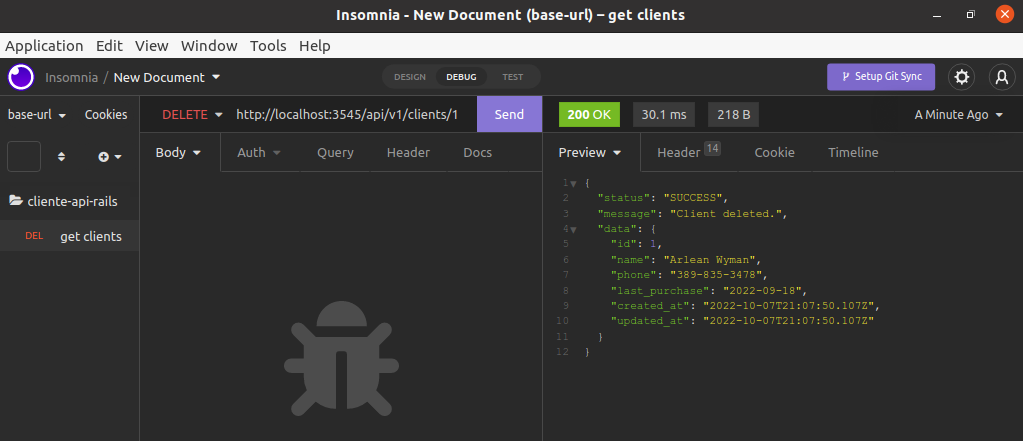 Insomnia - New Document (base-url) – get clients
Application Edit View Window Tools Help
Insomnia / New Document DESIGN DEBUG TEST Setup Git Sync
base-url Cookies DELETE http://localhost:3545/api/v1/clients/1 Send 200 OK 30.1 ms 218 B A Minute Ago
Body Auth Query Header Docs Preview Header 14 Cookie Timeline
cliente-api-rails
DEL get clients
1 {
2 "status": "SUCCESS",
3 "message": "Client deleted.",
4 "data": {
5 "id": 1,
6 "name": "Arlean Wyman",
7 "phone": "389-835-3478",
8 "last_purchase": "2022-09-18",
9 "created_at": "2022-10-07T21:07:50.107Z",
10 "updated_at": "2022-10-07T21:07:50.107Z"
11 }
12 }